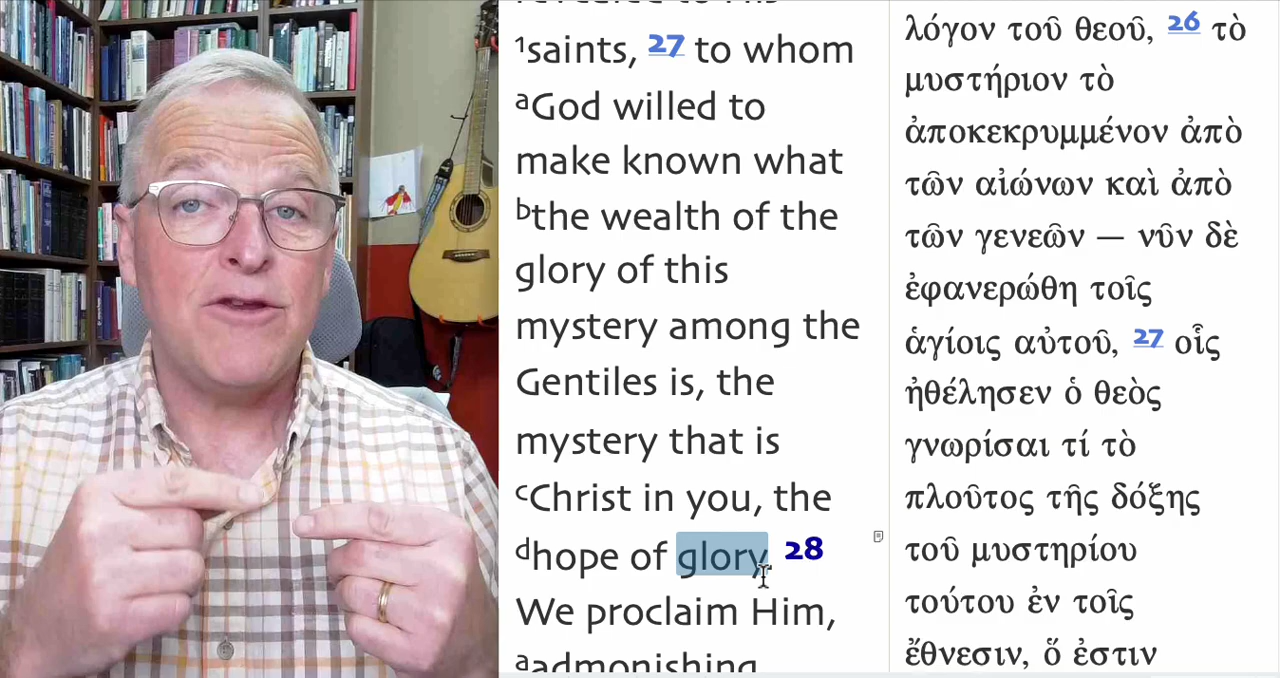 revealed to His
¹saints, 27 to whom
ᵃGod willed to
make known what
ᵇthe wealth of the
glory of this
mystery among the
Gentiles is, the
mystery that is
ᶜChrist in you, the
ᵈhope of glory. 28
We proclaim Him,
ᵃadmonishing
λόγον τοῦ θεοῦ, 26 τὸ
μυστήριον τὸ
ἀποκεκρυμμένον ἀπὸ
τῶν αἰώνων καὶ ἀπὸ
τῶν γενεῶν — νῦν δὲ
ἐφανερώθη τοῖς
ἁγίοις αὐτοῦ, 27 οἷς
ἠθέλησεν ὁ θεὸς
γνωρίσαι τί τὸ
πλοῦτος τῆς δόξης
τοῦ μυστηρίου
τούτου ἐν τοῖς
ἔθνεσιν, ὅ ἐστιν